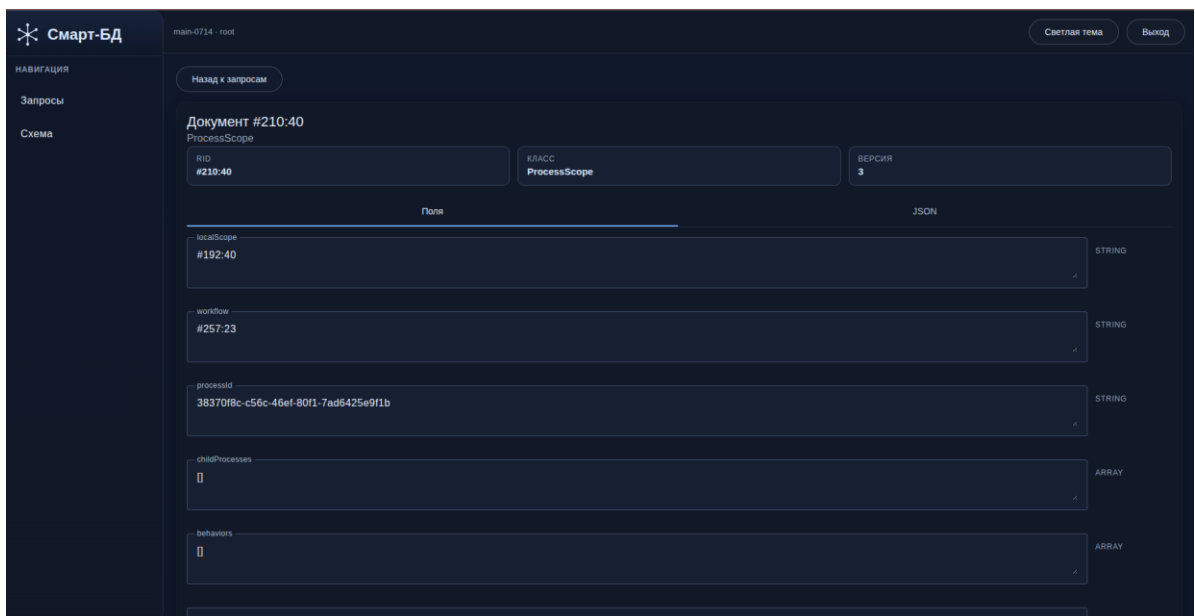 Смарт-БД
main-0714 - root
Светлая тема
Выход
НАВИГАЦИЯ
Запросы
Схема
Назад к запросам
Документ #210:40
ProcessScope
RID
#210:40
КЛАСС
ProcessScope
ВЕРСИЯ
3
Поля
JSON
localScope
#192:40
STRING
workflow
#257:23
STRING
processId
38370f8c-c56c-46ef-80f1-7ad6425e9f1b
STRING
childProcesses
[]
ARRAY
behaviors
[]
ARRAY